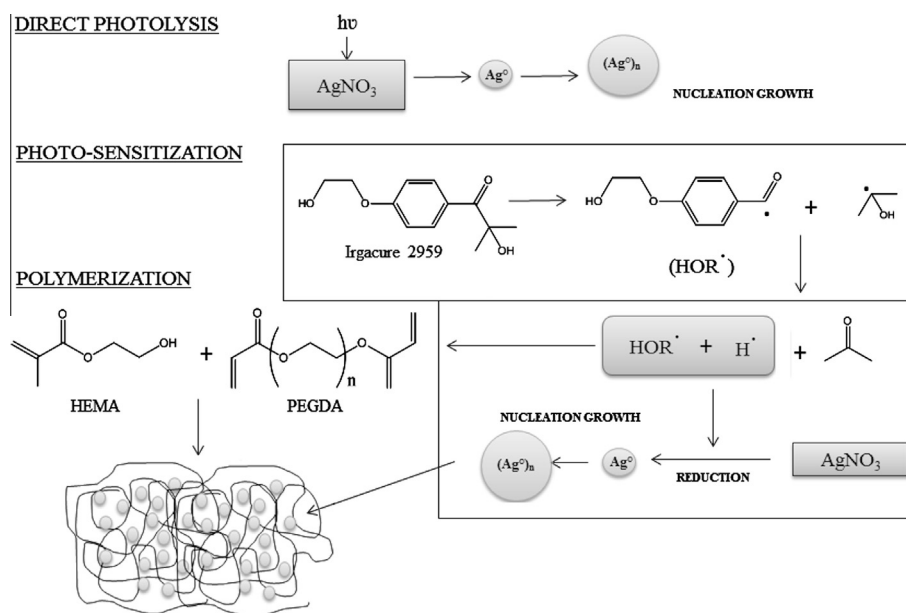 DIRECT PHOTOLYSIS
hυ
AgNO3
Ag°
(Ag°)n
NUCLEATION GROWTH
PHOTO-SENSITIZATION
HO
O
O
OH
Irgacure 2959
HO
O
O
•
+
•
OH
(HOR•)
POLYMERIZATION
O
O
OH
HEMA
+
O
O
O
n
PEGDA
HOR• + H•
+
O
NUCLEATION GROWTH
(Ag°)n
Ag°
REDUCTION
AgNO3